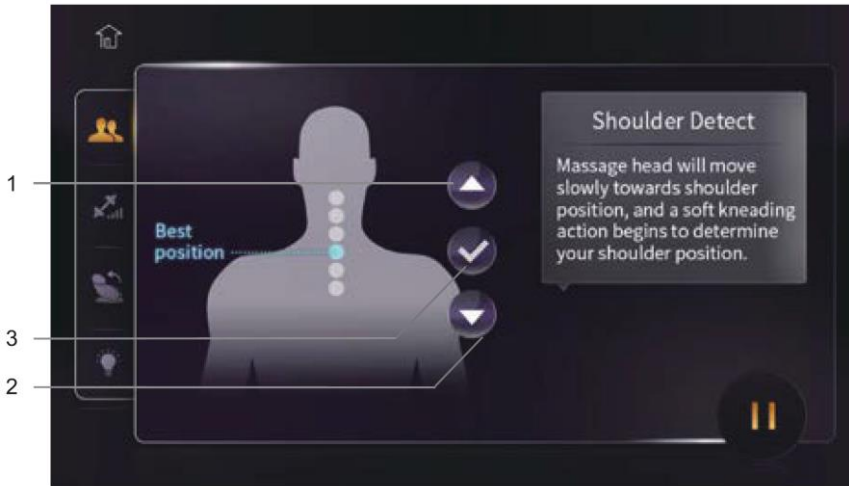 Shoulder Detect
Massage head will move
slowly towards shoulder
position, and a soft kneading
action begins to determine
your shoulder position.
1
Best
position
3
2